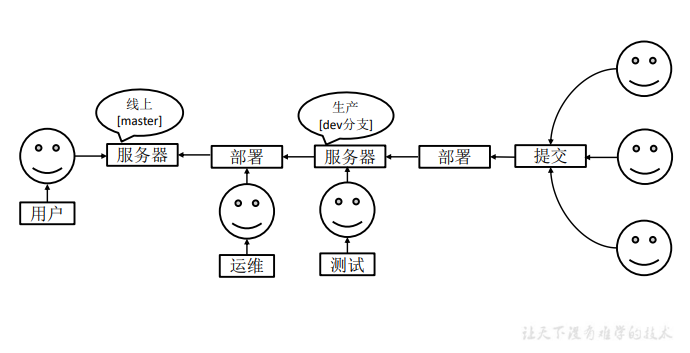 线上
[master]
生产
[dev分支]
服务器
部署
服务器
部署
提交
用户
运维
测试
让天下没有难学的技术